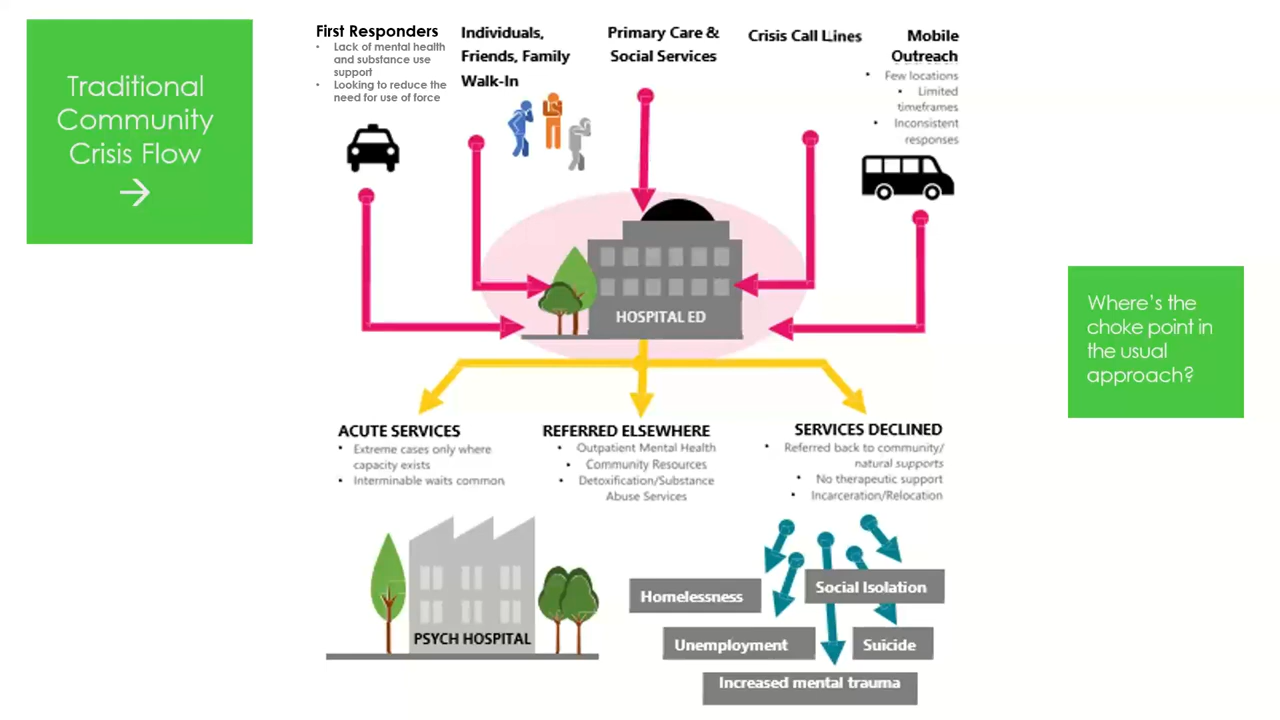 Traditional
Community
Crisis Flow
→
First Responders
• Lack of mental health
and substance use
support
• Looking to reduce the
need for use of force
Individuals,
Friends, Family
Walk-In
Primary Care &
Social Services
Crisis Call Lines
Mobile
Outreach
• Few locations
• Limited
timeframes
• Inconsistent
responses
HOSPITAL ED
Where's the
choke point in
the usual
approach?
ACUTE SERVICES
• Extreme cases only where
capacity exists
• Interminable waits common
REFERRED ELSEWHERE
• Outpatient Mental Health
• Community Resources
• Detoxification/Substance
Abuse Services
SERVICES DECLINED
• Referred back to community/
natural supports
• No therapeutic support
• Incarceration/Relocation
PSYCH HOSPITAL
Homelessness
Social Isolation
Unemployment
Suicide
Increased mental trauma